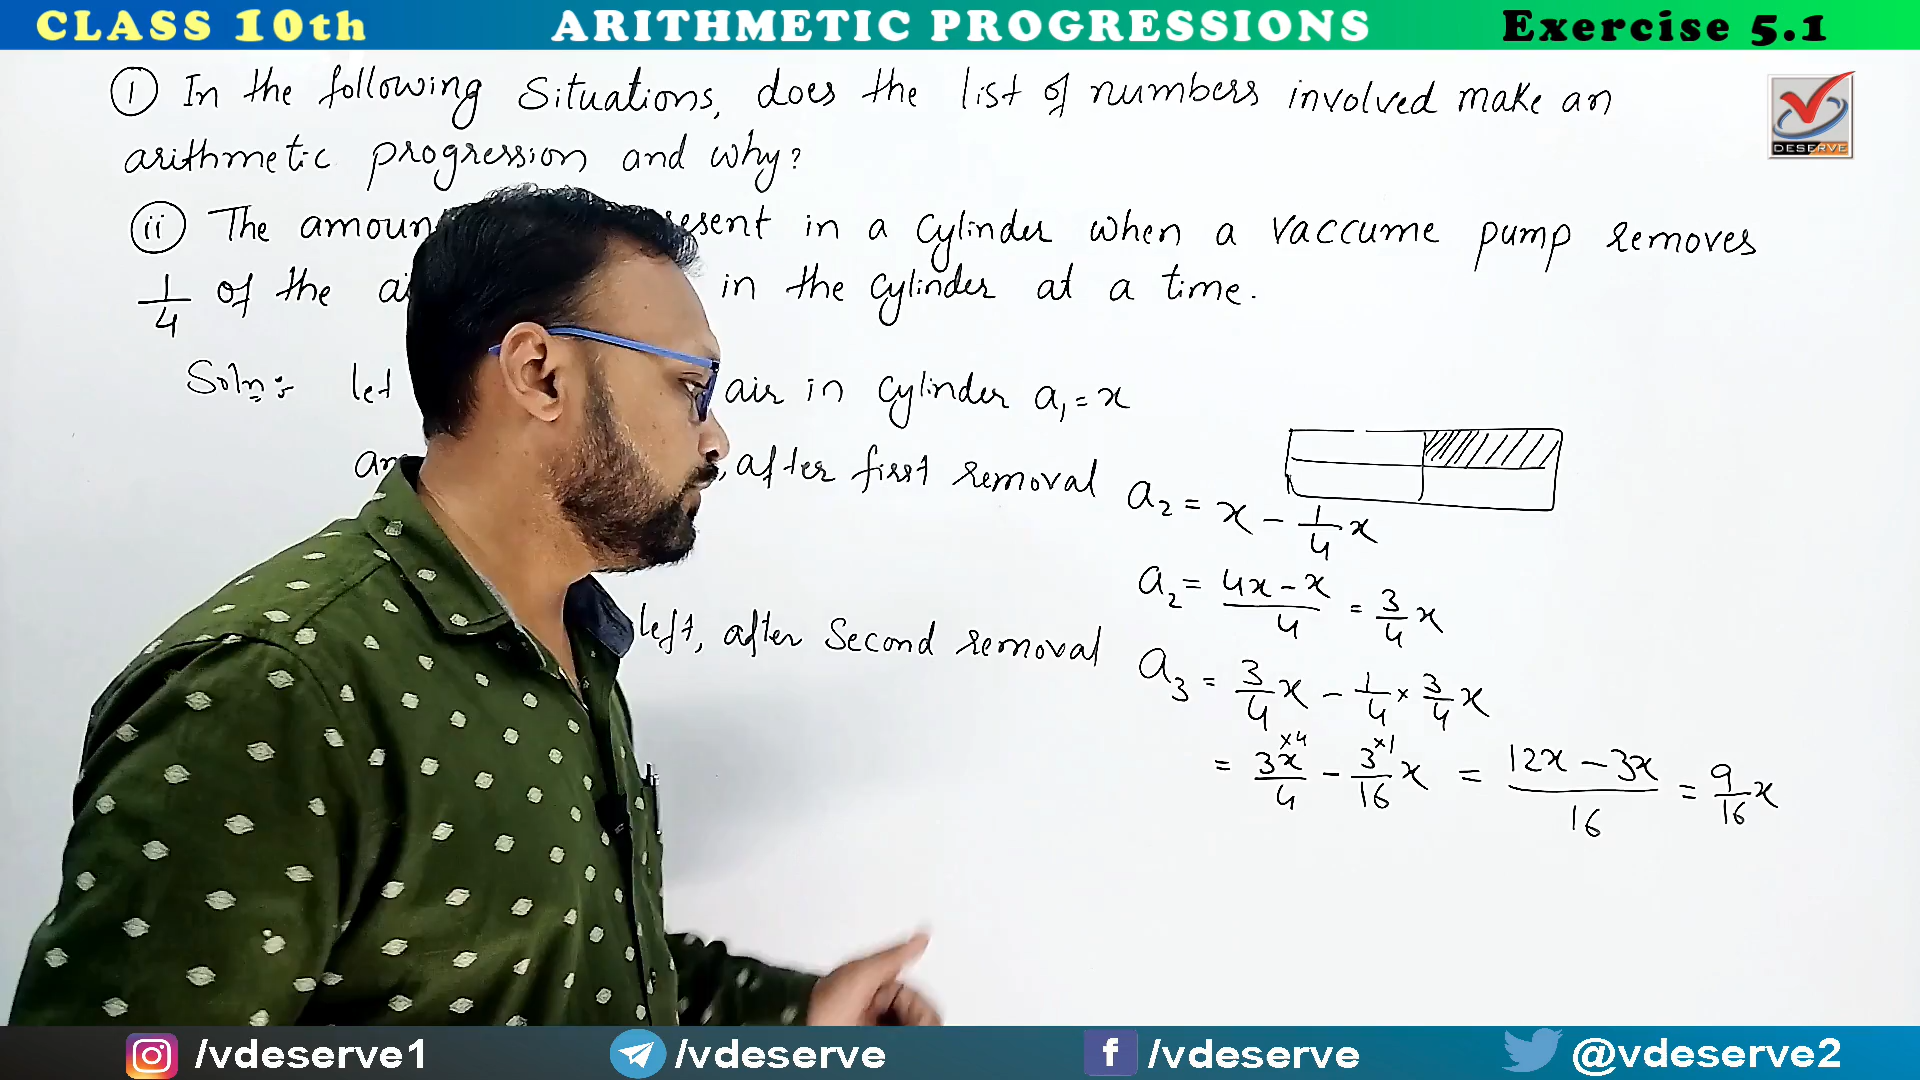 CLASS 10th ARITHMETIC PROGRESSIONS Exercise 5.1
① In the following Situations, does the list of numbers involved make an
arithmetic progression and why?
DESERVE
ⅱ The amoun esent in a Cylinder when a vaccume pump removes
1/4 of the ai in the Cylinder at a time.
Soln:- let air in Cylinder a₁ = x
am , after first removal a₂ = x - 1/4 x
a₂ = (4x - x)/4 = 3/4 x
left, after Second removal a₃ = 3/4 x - 1/4 × 3/4 x
= 3x×4/4 - 3×1/16 x = (12x - 3x)/16 = 9/16 x
/vdeserve1 /vdeserve /vdeserve @vdeserve2